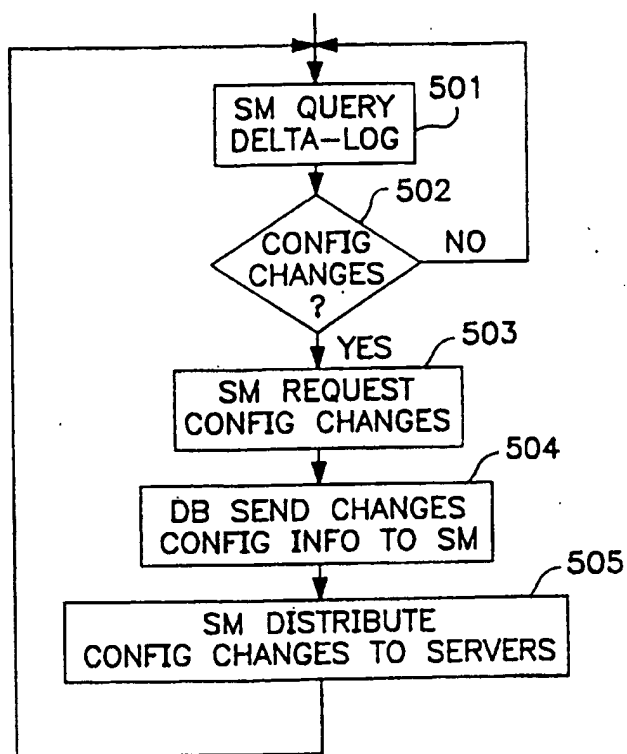 501
SM QUERY
DELTA-LOG
502
CONFIG
CHANGES
?
NO
YES
503
SM REQUEST
CONFIG CHANGES
504
DB SEND CHANGES
CONFIG INFO TO SM
505
SM DISTRIBUTE
CONFIG CHANGES TO SERVERS